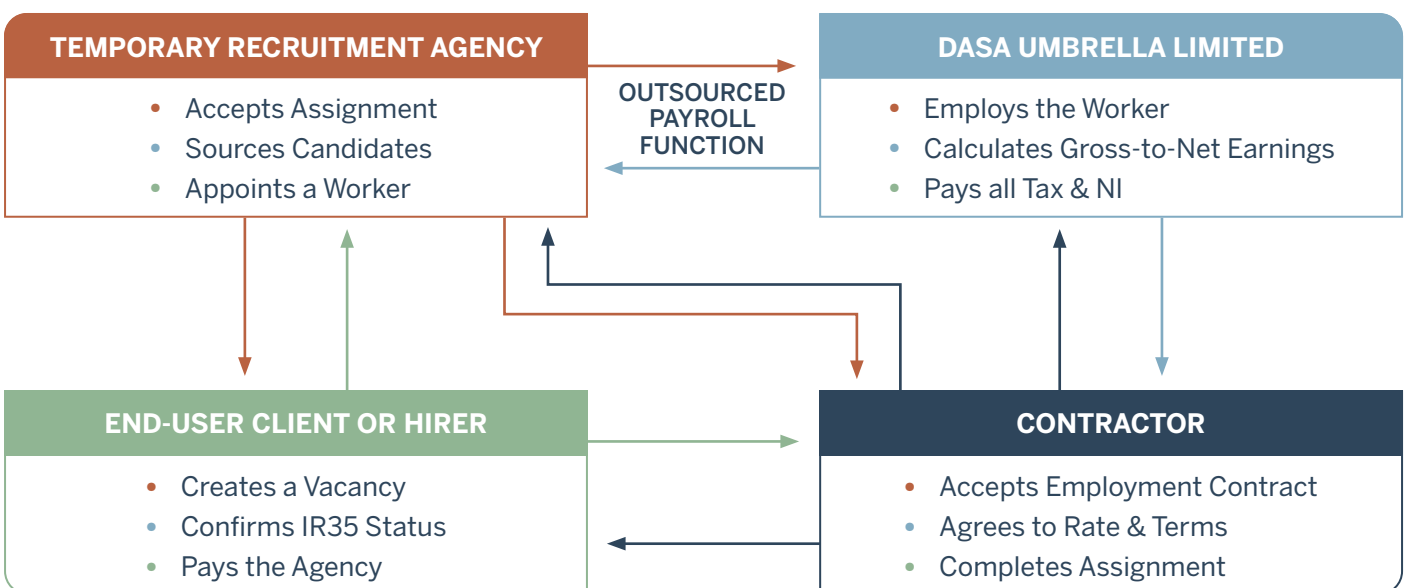 TEMPORARY RECRUITMENT AGENCY
• Accepts Assignment
• Sources Candidates
• Appoints a Worker
OUTSOURCED
PAYROLL
FUNCTION
DASA UMBRELLA LIMITED
• Employs the Worker
• Calculates Gross-to-Net Earnings
• Pays all Tax & NI
END-USER CLIENT OR HIRER
• Creates a Vacancy
• Confirms IR35 Status
• Pays the Agency
CONTRACTOR
• Accepts Employment Contract
• Agrees to Rate & Terms
• Completes Assignment